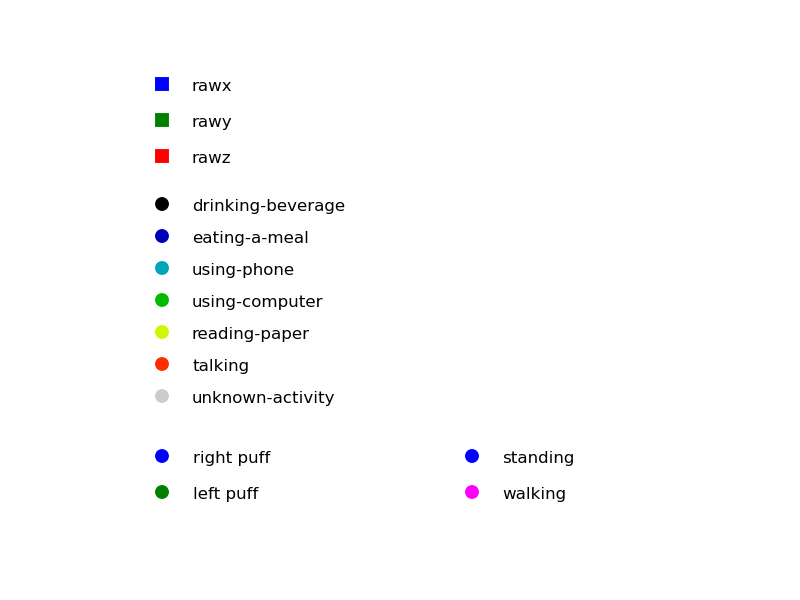 rawx
rawy
rawz
drinking-beverage
eating-a-meal
using-phone
using-computer
reading-paper
talking
unknown-activity
right puff
left puff
standing
walking